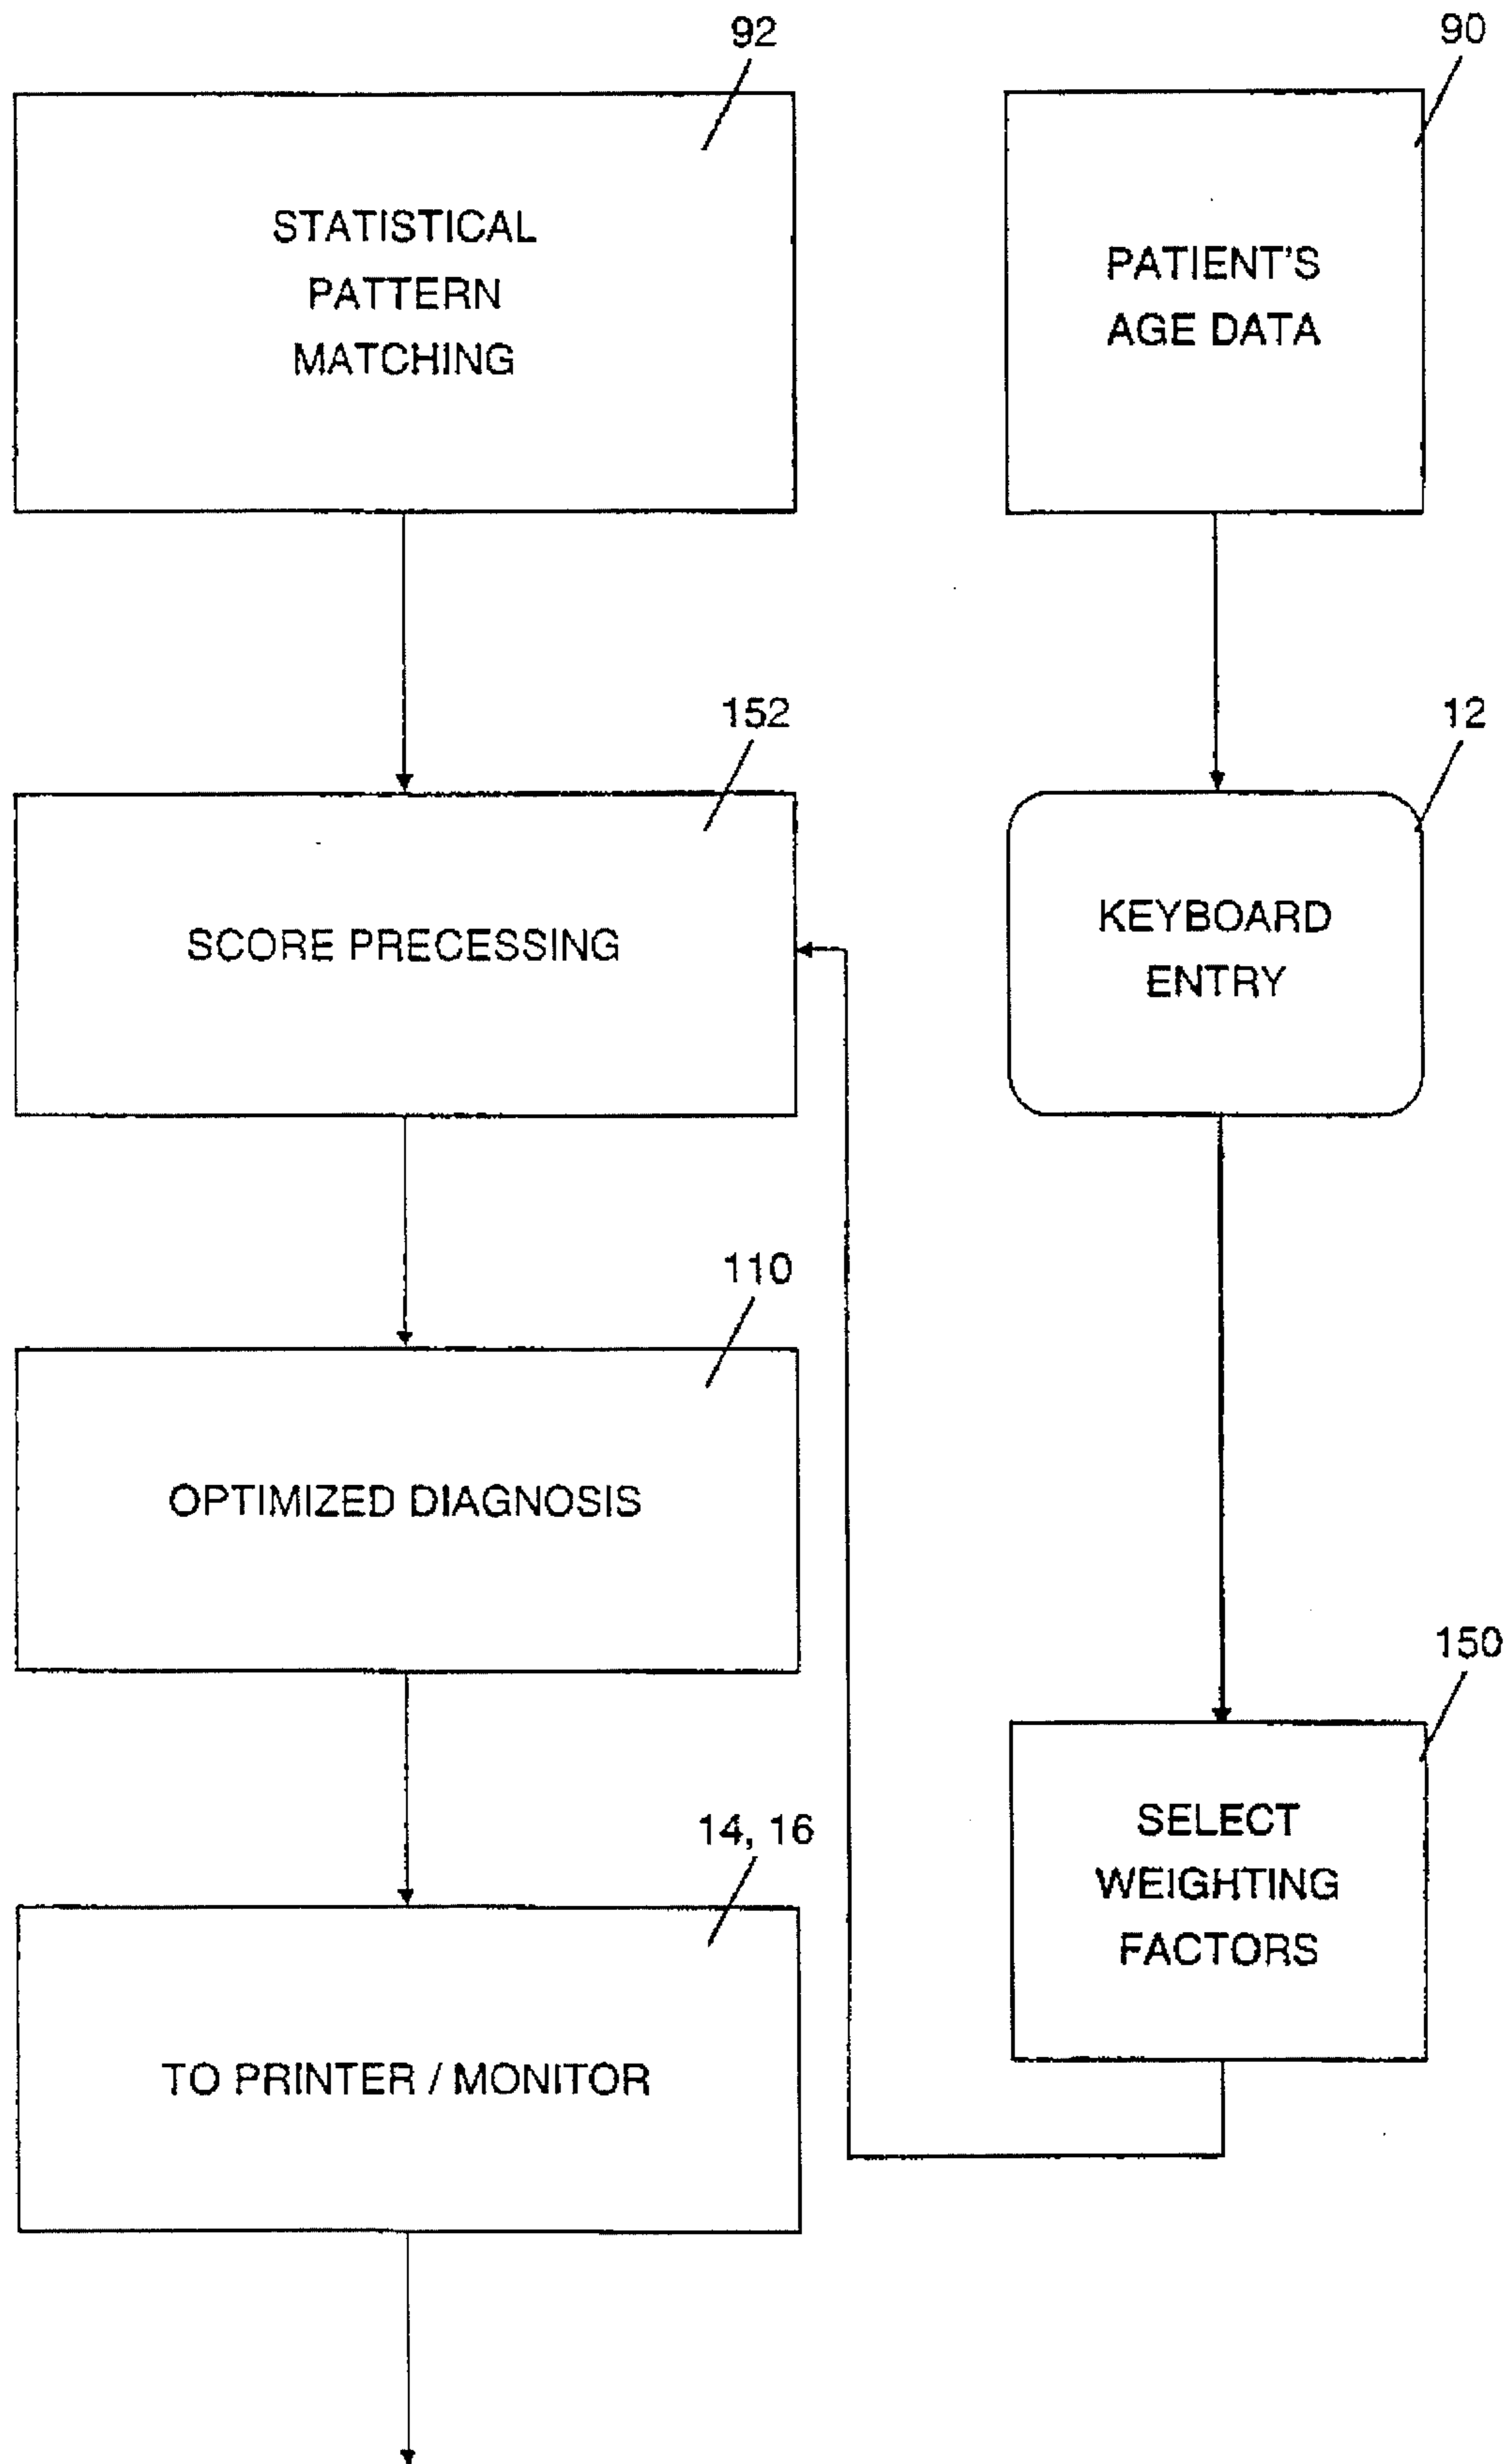 92
90
STATISTICAL
PATTERN
MATCHING
PATIENT'S
AGE DATA
152
12
SCORE PRECESSING
KEYBOARD
ENTRY
110
OPTIMIZED DIAGNOSIS
150
SELECT
WEIGHTING
FACTORS
14, 16
TO PRINTER / MONITOR